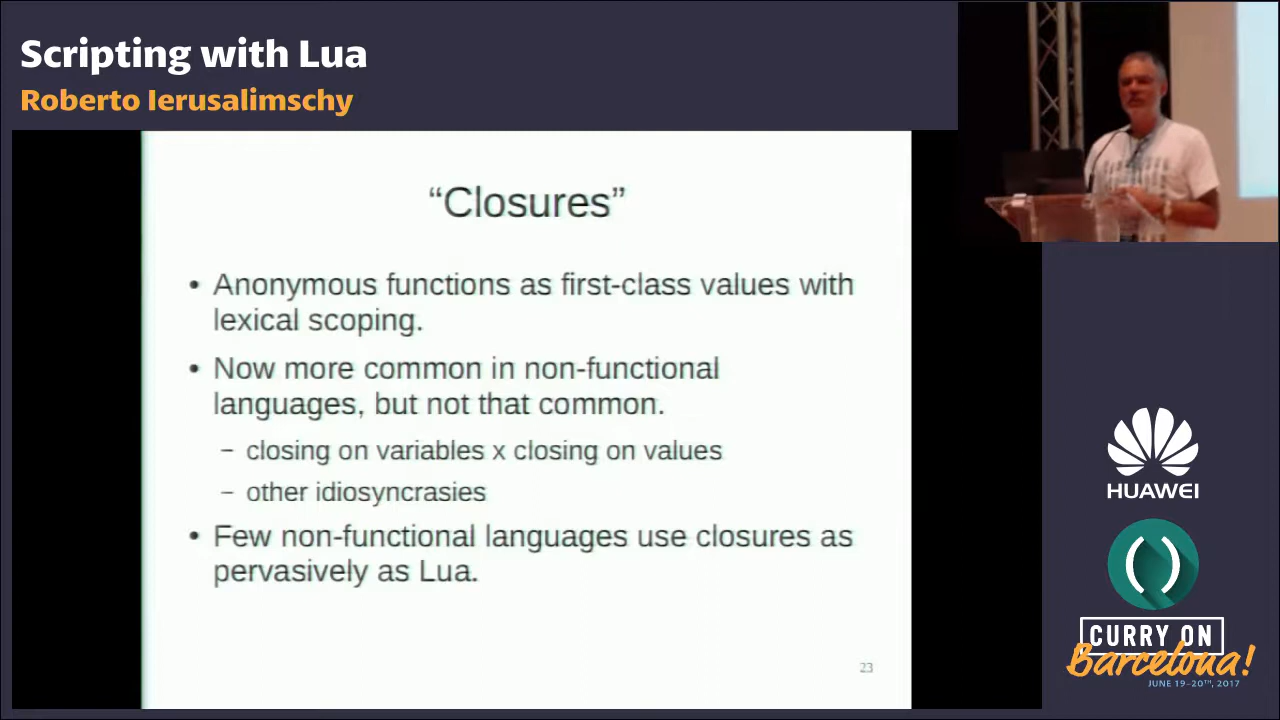 Scripting with Lua
Roberto Ierusalimschy
“Closures”
• Anonymous functions as first-class values with
lexical scoping.
• Now more common in non-functional
languages, but not that common.
– closing on variables x closing on values
– other idiosyncrasies
• Few non-functional languages use closures as
pervasively as Lua.
23
HUAWEI
CURRY ON
Barcelona!
JUNE 19-20TH, 2017